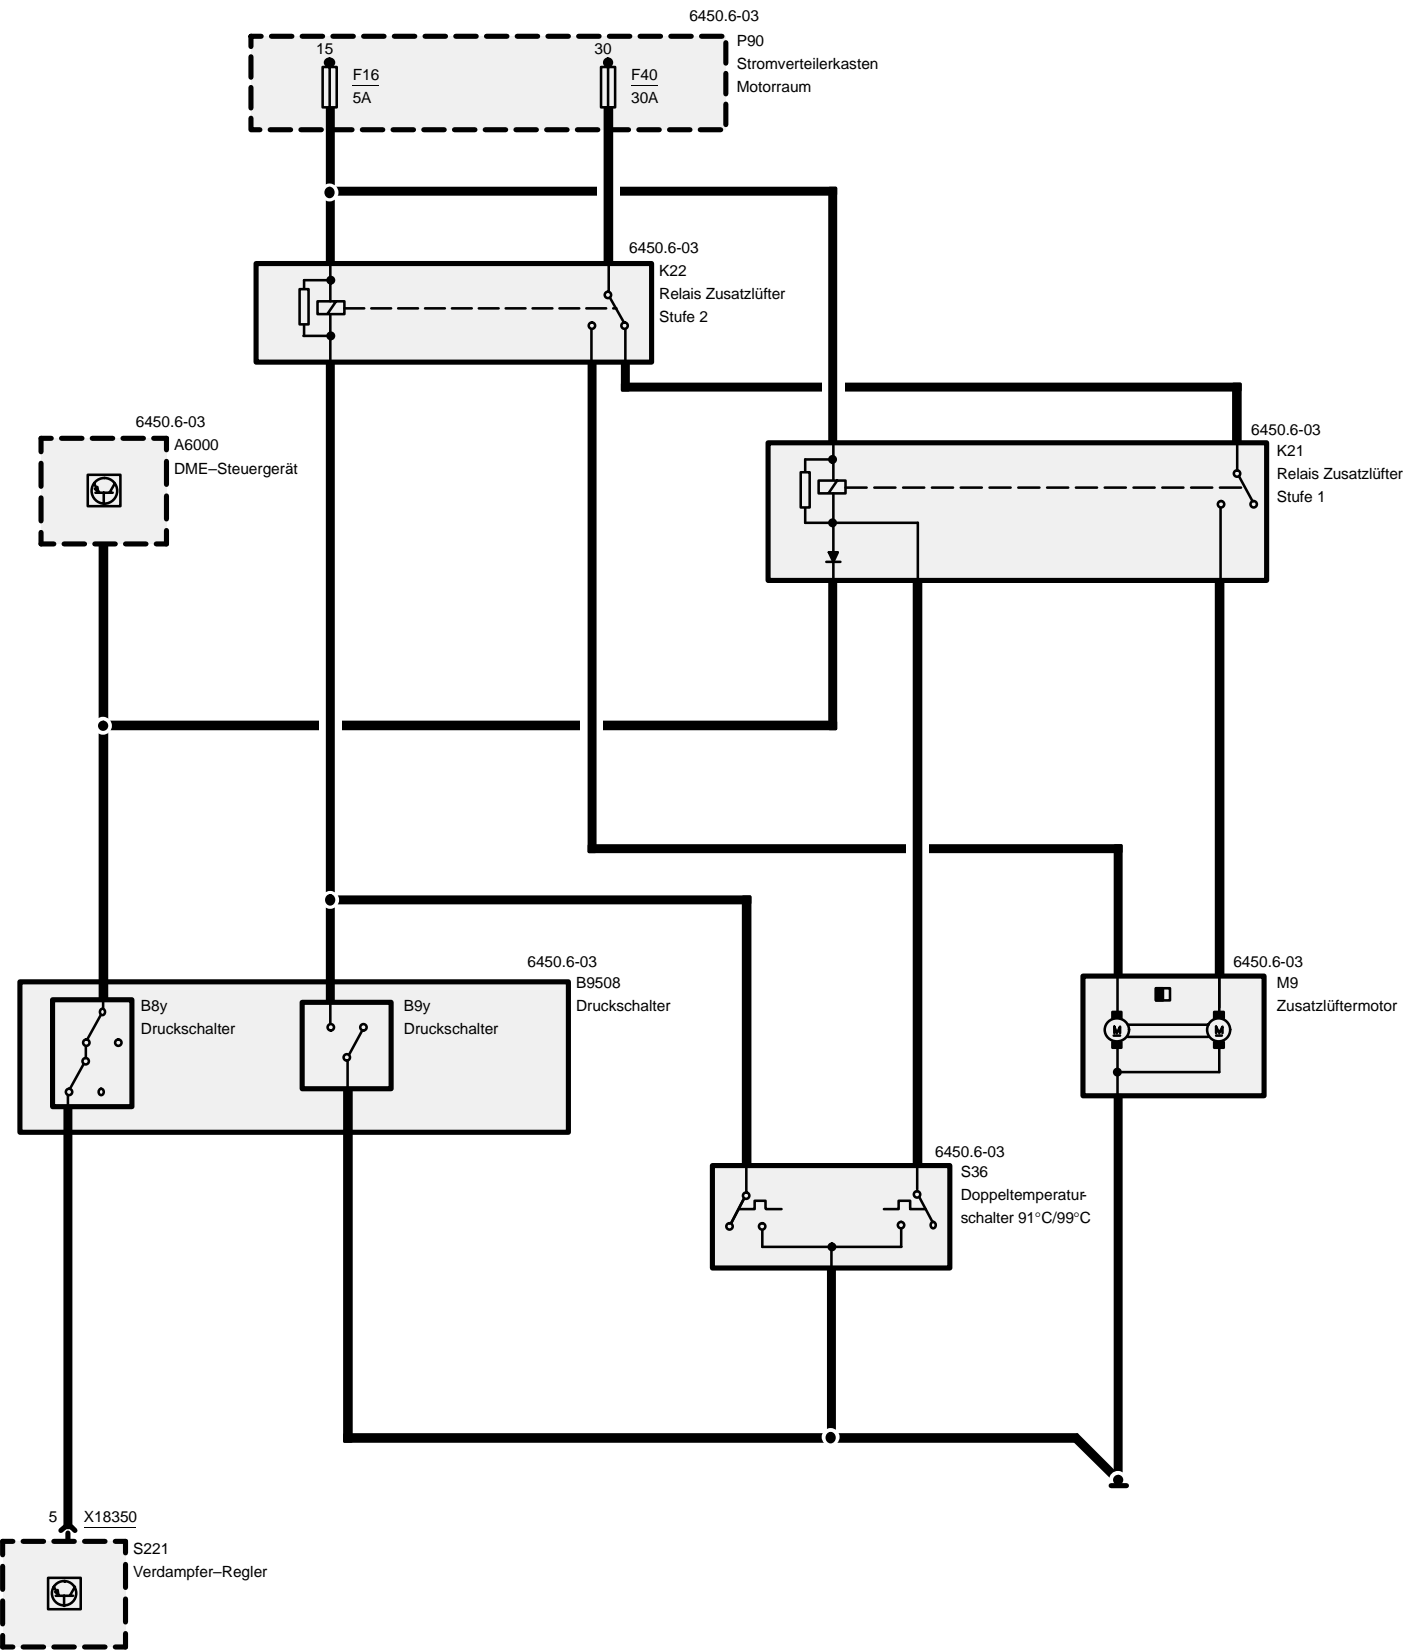 6450.6-03
P90
Stromverteilerkasten
Motorraum
15
F16
5A
30
F40
30A
6450.6-03
K22
Relais Zusatzlüfter
Stufe 2
6450.6-03
A6000
DME–Steuergerät
6450.6-03
K21
Relais Zusatzlüfter
Stufe 1
6450.6-03
B9508
Druckschalter
B8y
Druckschalter
B9y
Druckschalter
6450.6-03
M9
Zusatzlüftermotor
M
M
6450.6-03
S36
Doppeltemperatur-
schalter 91°C/99°C
5
X18350
S221
Verdampfer–Regler